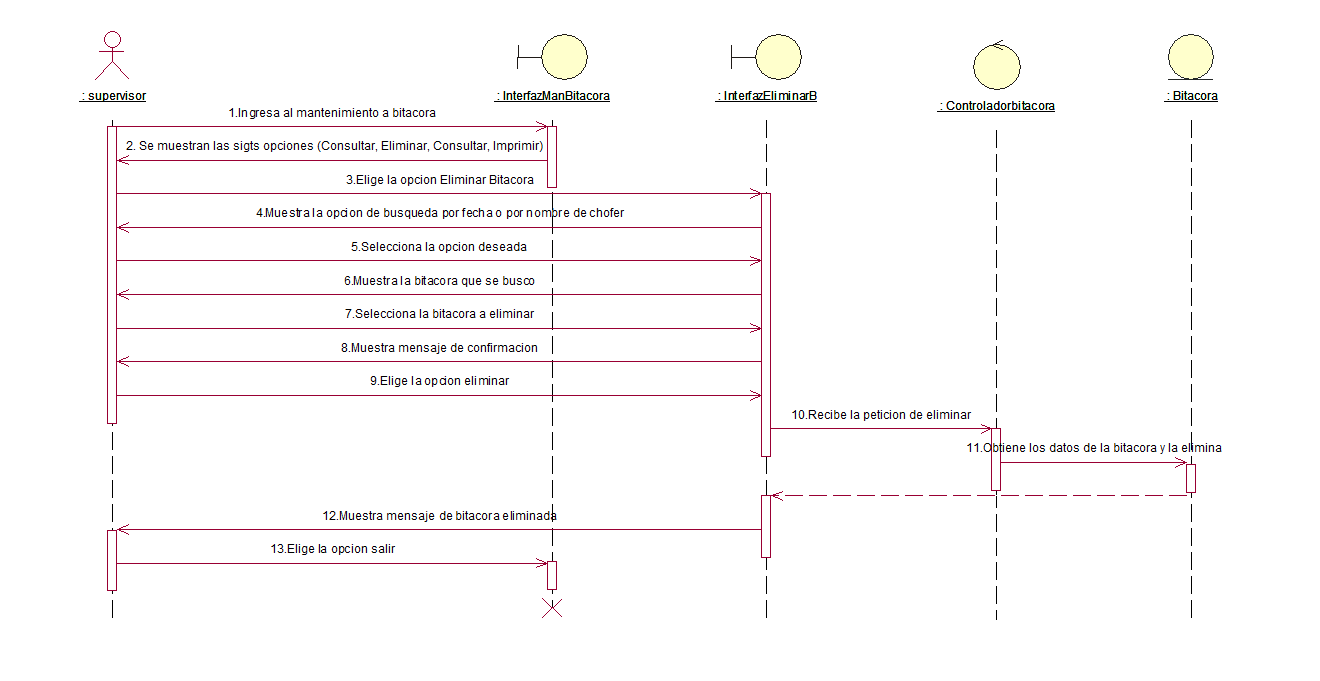 : supervisor
: InterfazManBitacora
: InterfazEliminarB
: Controladorbitacora
: Bitacora
1.Ingresa al mantenimiento a bitacora
2. Se muestran las sigts opciones (Consultar, Eliminar, Consultar, Imprimir)
3.Elige la opcion Eliminar Bitacora
4.Muestra la opcion de busqueda por fecha o por nombre de chofer
5.Selecciona la opcion deseada
6.Muestra la bitacora que se busco
7.Selecciona la bitacora a eliminar
8.Muestra mensaje de confirmacion
9.Elige la opcion eliminar
10.Recibe la peticion de eliminar
11.Obtiene los datos de la bitacora y la elimina
12.Muestra mensaje de bitacora eliminada
13.Elige la opcion salir